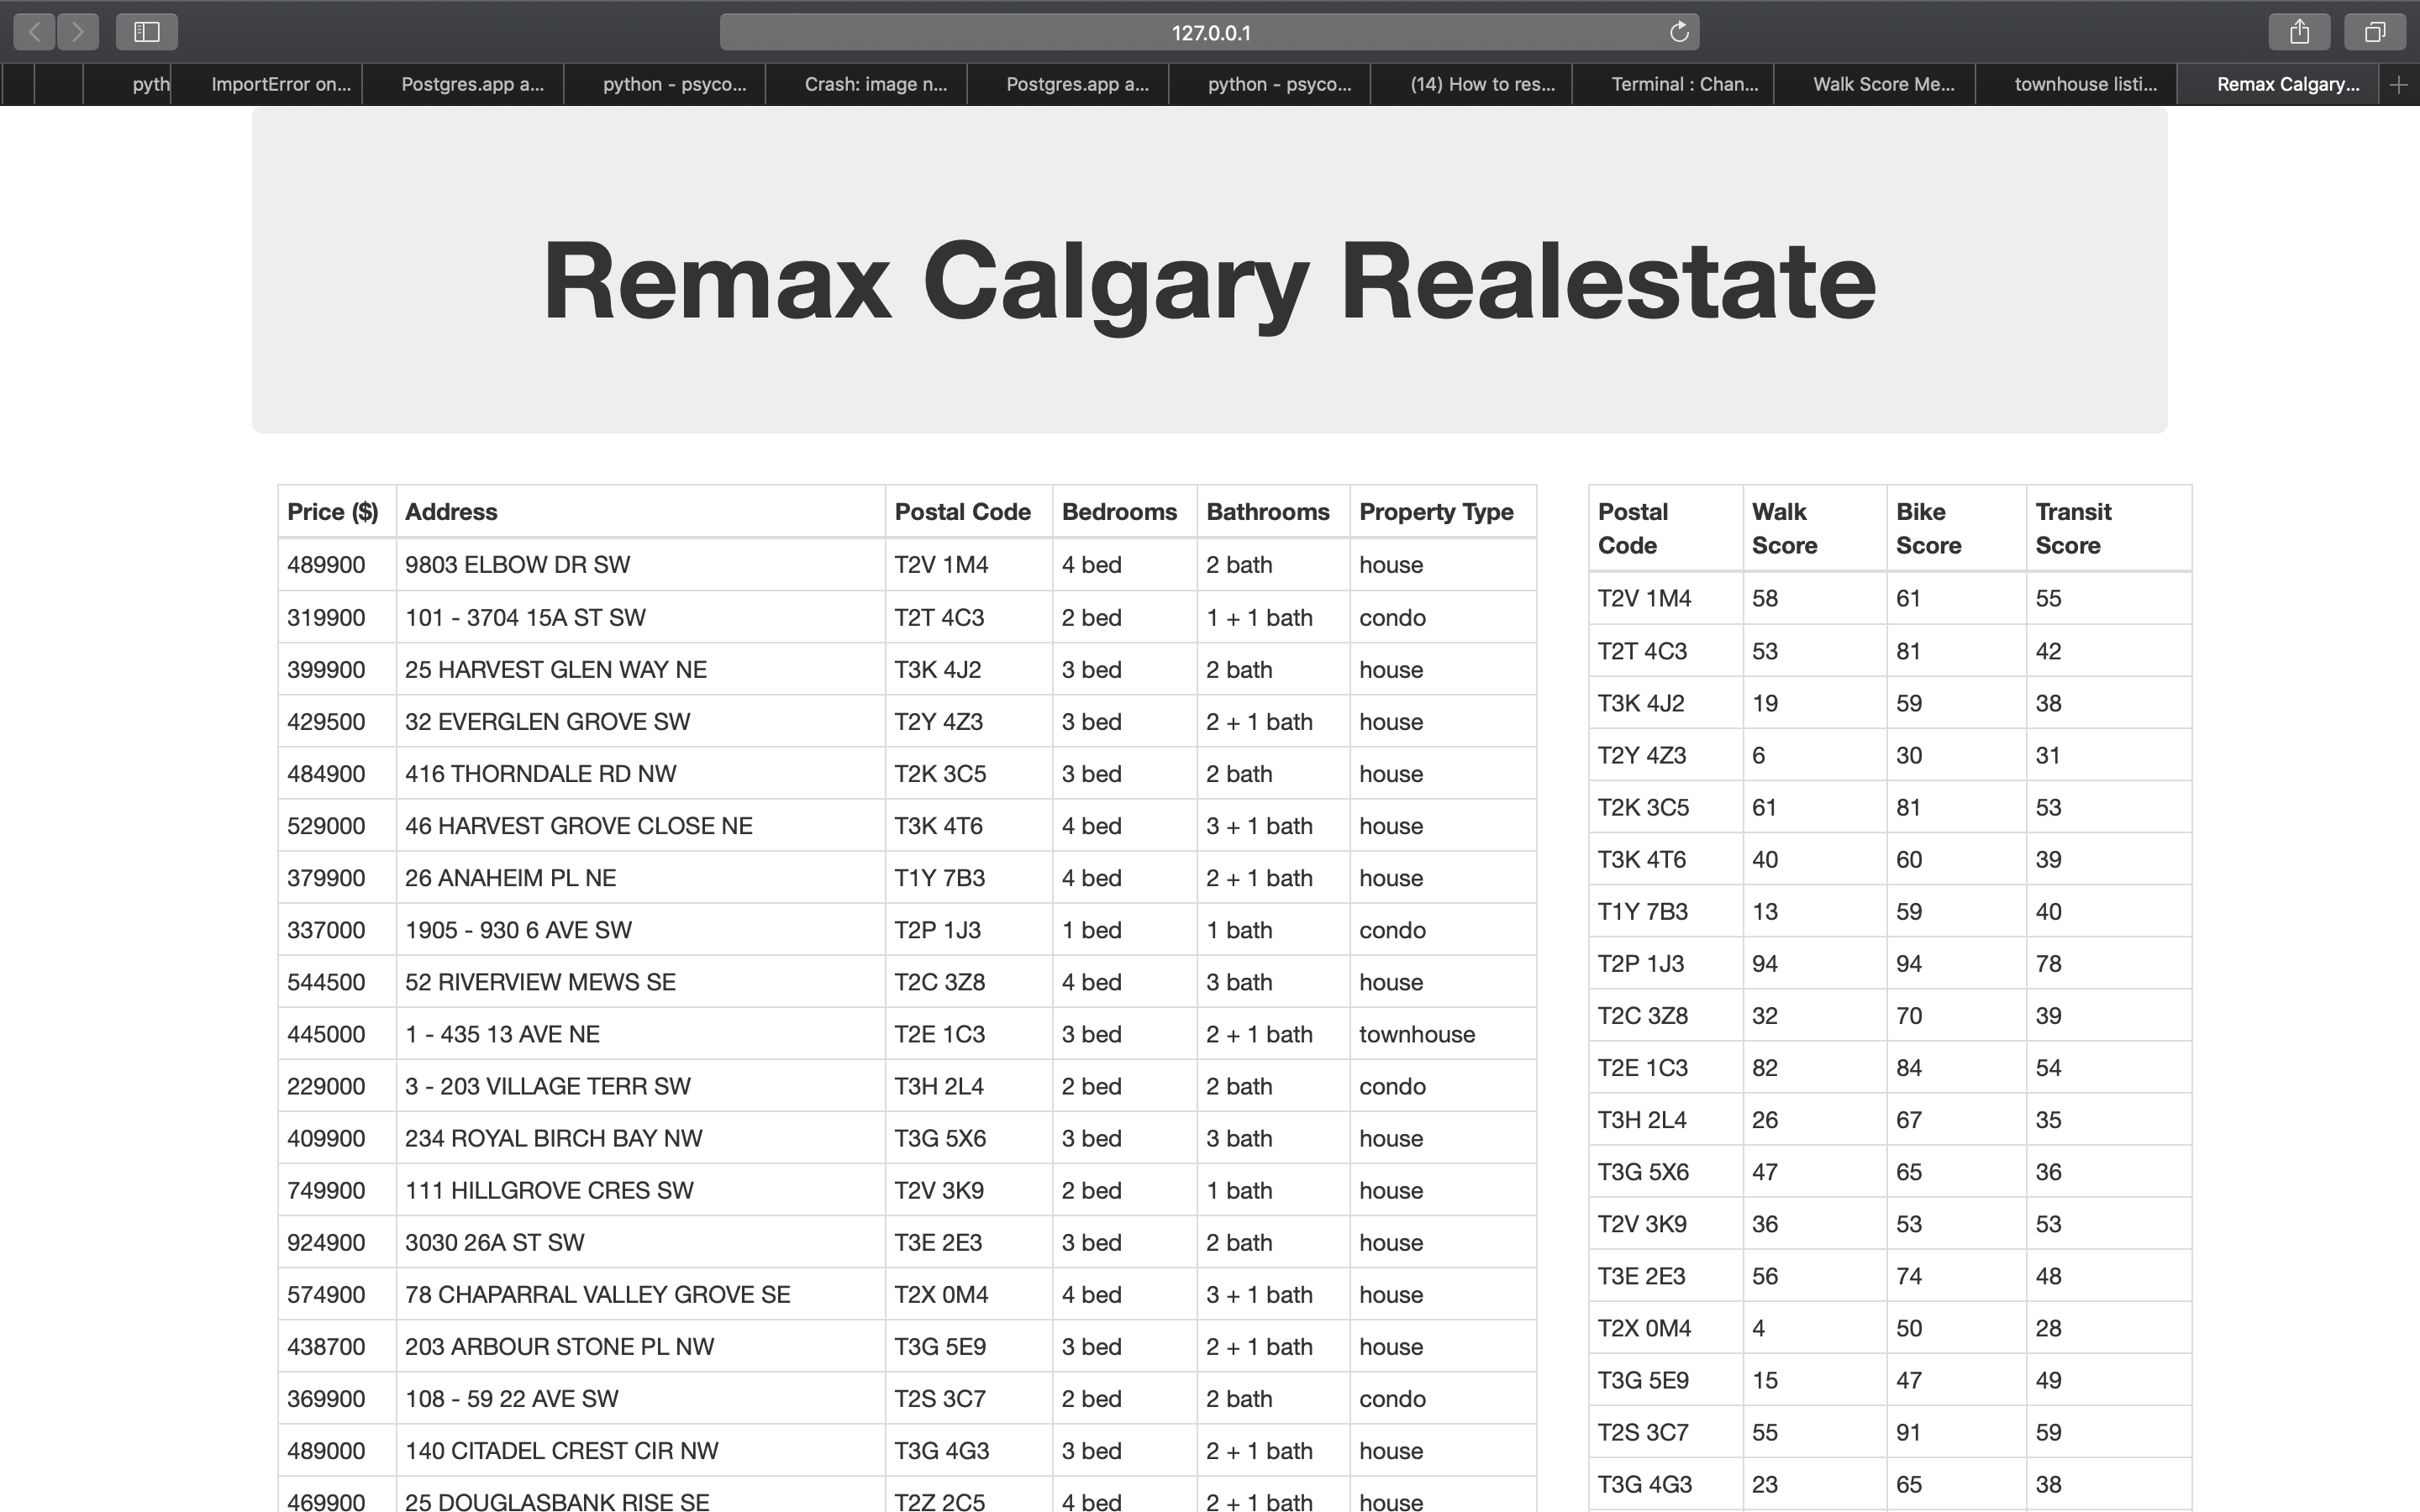 127.0.0.1
pyth ImportError on... Postgres.app a... python - psyco... Crash: image n... Postgres.app a... python - psyco... (14) How to res... Terminal : Chan... Walk Score Me... townhouse listi... Remax Calgary...
Remax Calgary Realestate
Price ($) Address Postal Code Bedrooms Bathrooms Property Type
489900 9803 ELBOW DR SW T2V 1M4 4 bed 2 bath house
319900 101 - 3704 15A ST SW T2T 4C3 2 bed 1 + 1 bath condo
399900 25 HARVEST GLEN WAY NE T3K 4J2 3 bed 2 bath house
429500 32 EVERGLEN GROVE SW T2Y 4Z3 3 bed 2 + 1 bath house
484900 416 THORNDALE RD NW T2K 3C5 3 bed 2 bath house
529000 46 HARVEST GROVE CLOSE NE T3K 4T6 4 bed 3 + 1 bath house
379900 26 ANAHEIM PL NE T1Y 7B3 4 bed 2 + 1 bath house
337000 1905 - 930 6 AVE SW T2P 1J3 1 bed 1 bath condo
544500 52 RIVERVIEW MEWS SE T2C 3Z8 4 bed 3 bath house
445000 1 - 435 13 AVE NE T2E 1C3 3 bed 2 + 1 bath townhouse
229000 3 - 203 VILLAGE TERR SW T3H 2L4 2 bed 2 bath condo
409900 234 ROYAL BIRCH BAY NW T3G 5X6 3 bed 3 bath house
749900 111 HILLGROVE CRES SW T2V 3K9 2 bed 1 bath house
924900 3030 26A ST SW T3E 2E3 3 bed 2 bath house
574900 78 CHAPARRAL VALLEY GROVE SE T2X 0M4 4 bed 3 + 1 bath house
438700 203 ARBOUR STONE PL NW T3G 5E9 3 bed 2 + 1 bath house
369900 108 - 59 22 AVE SW T2S 3C7 2 bed 2 bath condo
489000 140 CITADEL CREST CIR NW T3G 4G3 3 bed 2 + 1 bath house
469900 25 DOUGLASBANK RISE SE T2Z 2C5 4 bed 2 + 1 bath house
Postal Walk Bike Transit
Code Score Score Score
T2V 1M4 58 61 55
T2T 4C3 53 81 42
T3K 4J2 19 59 38
T2Y 4Z3 6 30 31
T2K 3C5 61 81 53
T3K 4T6 40 60 39
T1Y 7B3 13 59 40
T2P 1J3 94 94 78
T2C 3Z8 32 70 39
T2E 1C3 82 84 54
T3H 2L4 26 67 35
T3G 5X6 47 65 36
T2V 3K9 36 53 53
T3E 2E3 56 74 48
T2X 0M4 4 50 28
T3G 5E9 15 47 49
T2S 3C7 55 91 59
T3G 4G3 23 65 38